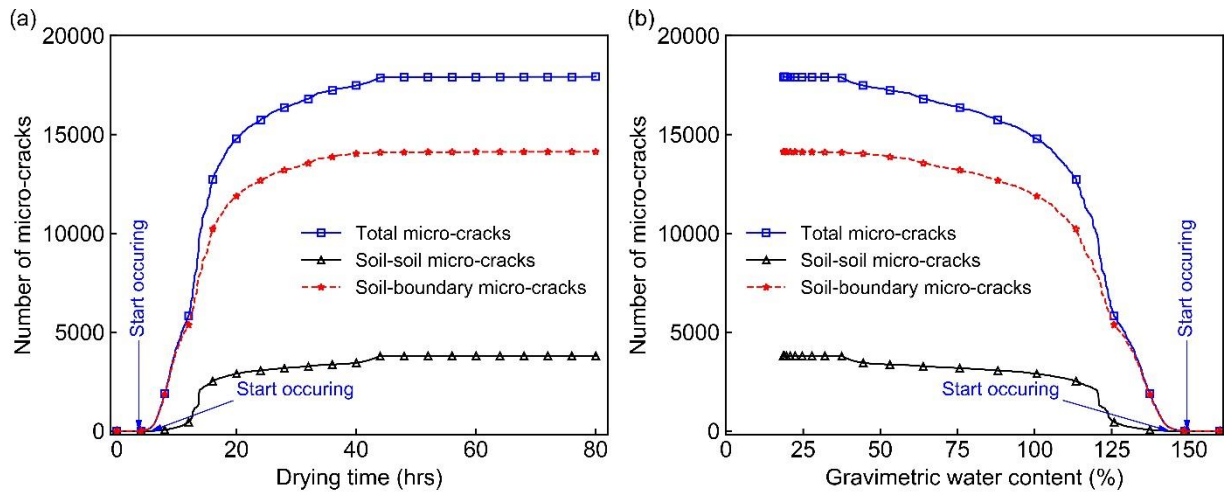 (a)
20000
15000
10000
5000
0
Number of micro-cracks
Start occuring
Total micro-cracks
Soil-soil micro-cracks
Soil-boundary micro-cracks
Start occuring
0 20 40 60 80
Drying time (hrs)
(b)
20000
15000
10000
5000
0
Number of micro-cracks
Total micro-cracks
Soil-soil micro-cracks
Soil-boundary micro-cracks
Start occuring
Start occuring
0 25 50 75 100 125 150
Gravimetric water content (%)